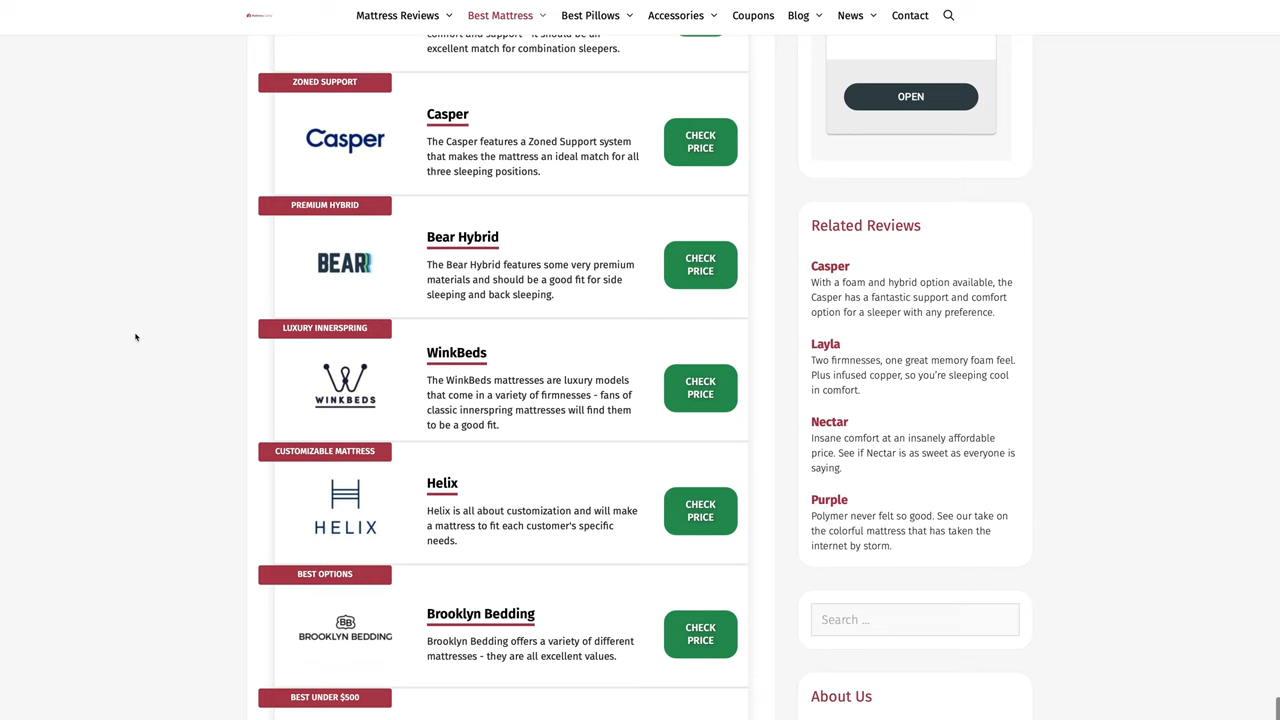 Mattress Reviews
Best Mattress
Best Pillows
Accessories
Coupons
Blog
News
Contact
excellent match for combination sleepers.
ZONED SUPPORT
Casper
Casper
The Casper features a Zoned Support system
that makes the mattress an ideal match for all
three sleeping positions.
CHECK
PRICE
PREMIUM HYBRID
BEAR
Bear Hybrid
The Bear Hybrid features some very premium
materials and should be a good fit for side
sleeping and back sleeping.
CHECK
PRICE
LUXURY INNERSPRING
WINKBEDS
WinkBeds
The WinkBeds mattresses are luxury models
that come in a variety of firmnesses - fans of
classic innerspring mattresses will find them
to be a good fit.
CHECK
PRICE
CUSTOMIZABLE MATTRESS
HELIX
Helix
Helix is all about customization and will make
a mattress to fit each customer's specific
needs.
CHECK
PRICE
BEST OPTIONS
BB
BROOKLYN BEDDING
Brooklyn Bedding
Brooklyn Bedding offers a variety of different
mattresses - they are all excellent values.
CHECK
PRICE
BEST UNDER $500
OPEN
Related Reviews
Casper
With a foam and hybrid option available, the
Casper has a fantastic support and comfort
option for a sleeper with any preference.
Layla
Two firmnesses, one great memory foam feel.
Plus infused copper, so you're sleeping cool
in comfort.
Nectar
Insane comfort at an insanely affordable
price. See if Nectar is as sweet as everyone is
saying.
Purple
Polymer never felt so good. See our take on
the colorful mattress that has taken the
internet by storm.
Search ...
About Us